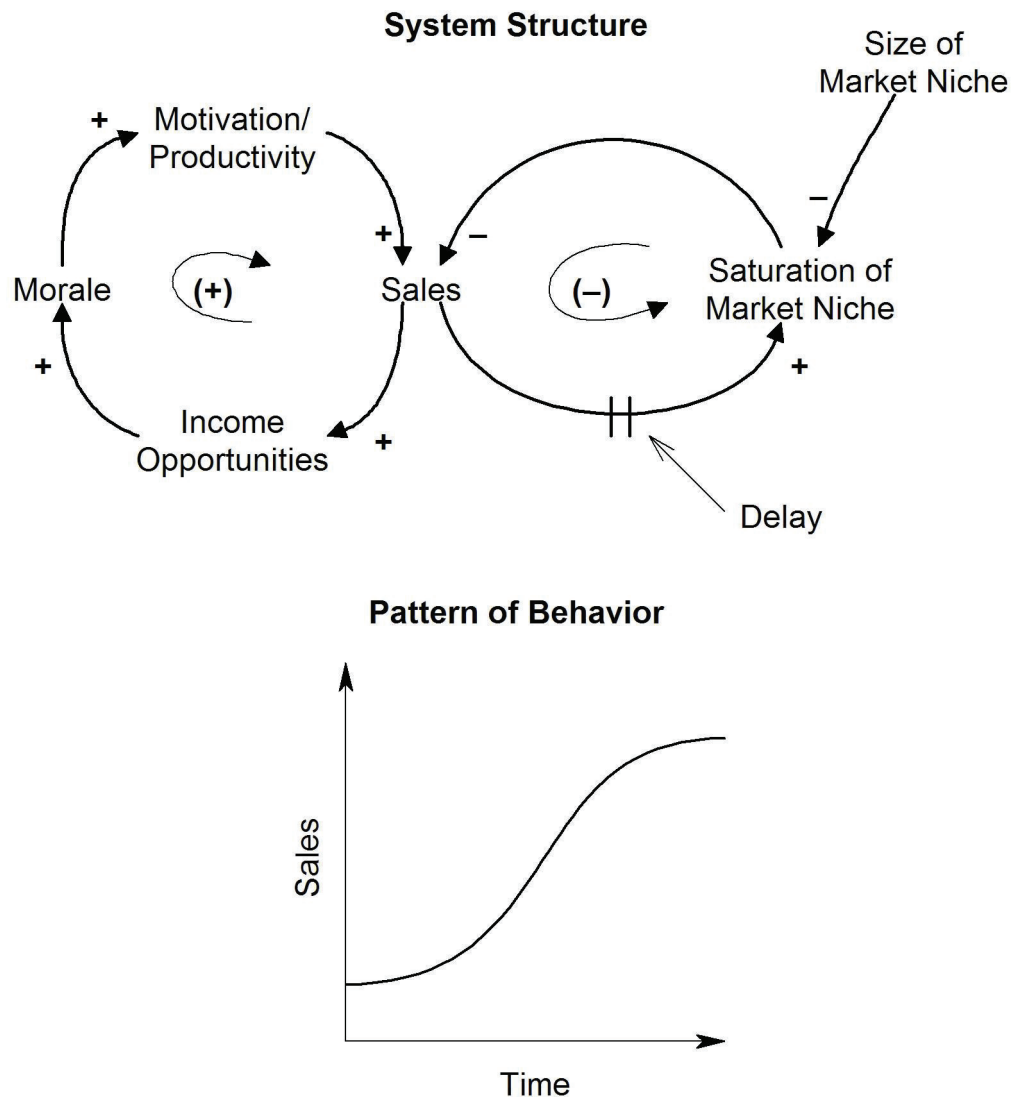 System Structure
Size of
Market Niche
+
Motivation/
Productivity
–
+
–
Morale
(+)
Sales
(–)
Saturation of
Market Niche
+
+
Income
Opportunities
+
Delay
Pattern of Behavior
Sales
Time